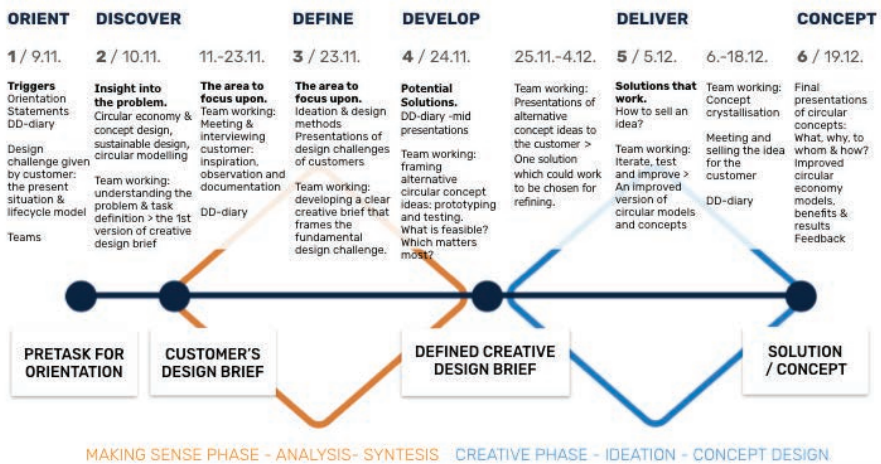 ORIENT
DISCOVER
DEFINE
DEVELOP
DELIVER
CONCEPT
1 / 9.11.
2 / 10.11.
11.-23.11.
3 / 23.11.
4 / 24.11.
25.11.-4.12.
5 / 5.12.
6.-18.12.
6 / 19.12.
Triggers
Orientation
Statements
DD-diary
Design
challenge given
by customer:
the present
situation &
lifecycle model
Teams
Insight into
the problem.
Circular economy &
concept design,
sustainable design,
circular modelling
Team working:
understanding the
problem & task
definition > the 1st
version of creative
design brief
The area to
focus upon.
Team working:
Meeting &
interviewing
customer:
inspiration,
observation and
documentation
DD-diary
The area to
focus upon.
Ideation & design
methods
Presentations of
design challenges
of customers
Team working:
developing a clear
creative brief that
frames the
fundamental
design challenge.
Potential
Solutions.
DD-diary -mid
presentations
Team working:
framing
alternative
circular concept
ideas: prototyping
and testing.
What is feasible?
Which matters
most?
Team working:
Presentations of
alternative
concept ideas to
the customer >
One solution
which could work
to be chosen for
refining.
Solutions that
work.
How to sell an
idea?
Team working:
Iterate, test
and improve >
An improved
version of
circular models
and concepts
Team working:
Concept
crystallisation
Meeting and
selling the idea
for the
customer
DD-diary
Final
presentations
of circular
concepts:
What, why, to
whom & how?
Improved
circular
economy
models,
benefits &
results
Feedback
PRETASK FOR
ORIENTATION
CUSTOMER'S
DESIGN BRIEF
DEFINED CREATIVE
DESIGN BRIEF
SOLUTION
/ CONCEPT
MAKING SENSE PHASE - ANALYSIS- SYNTESIS
CREATIVE PHASE - IDEATION - CONCEPT DESIGN